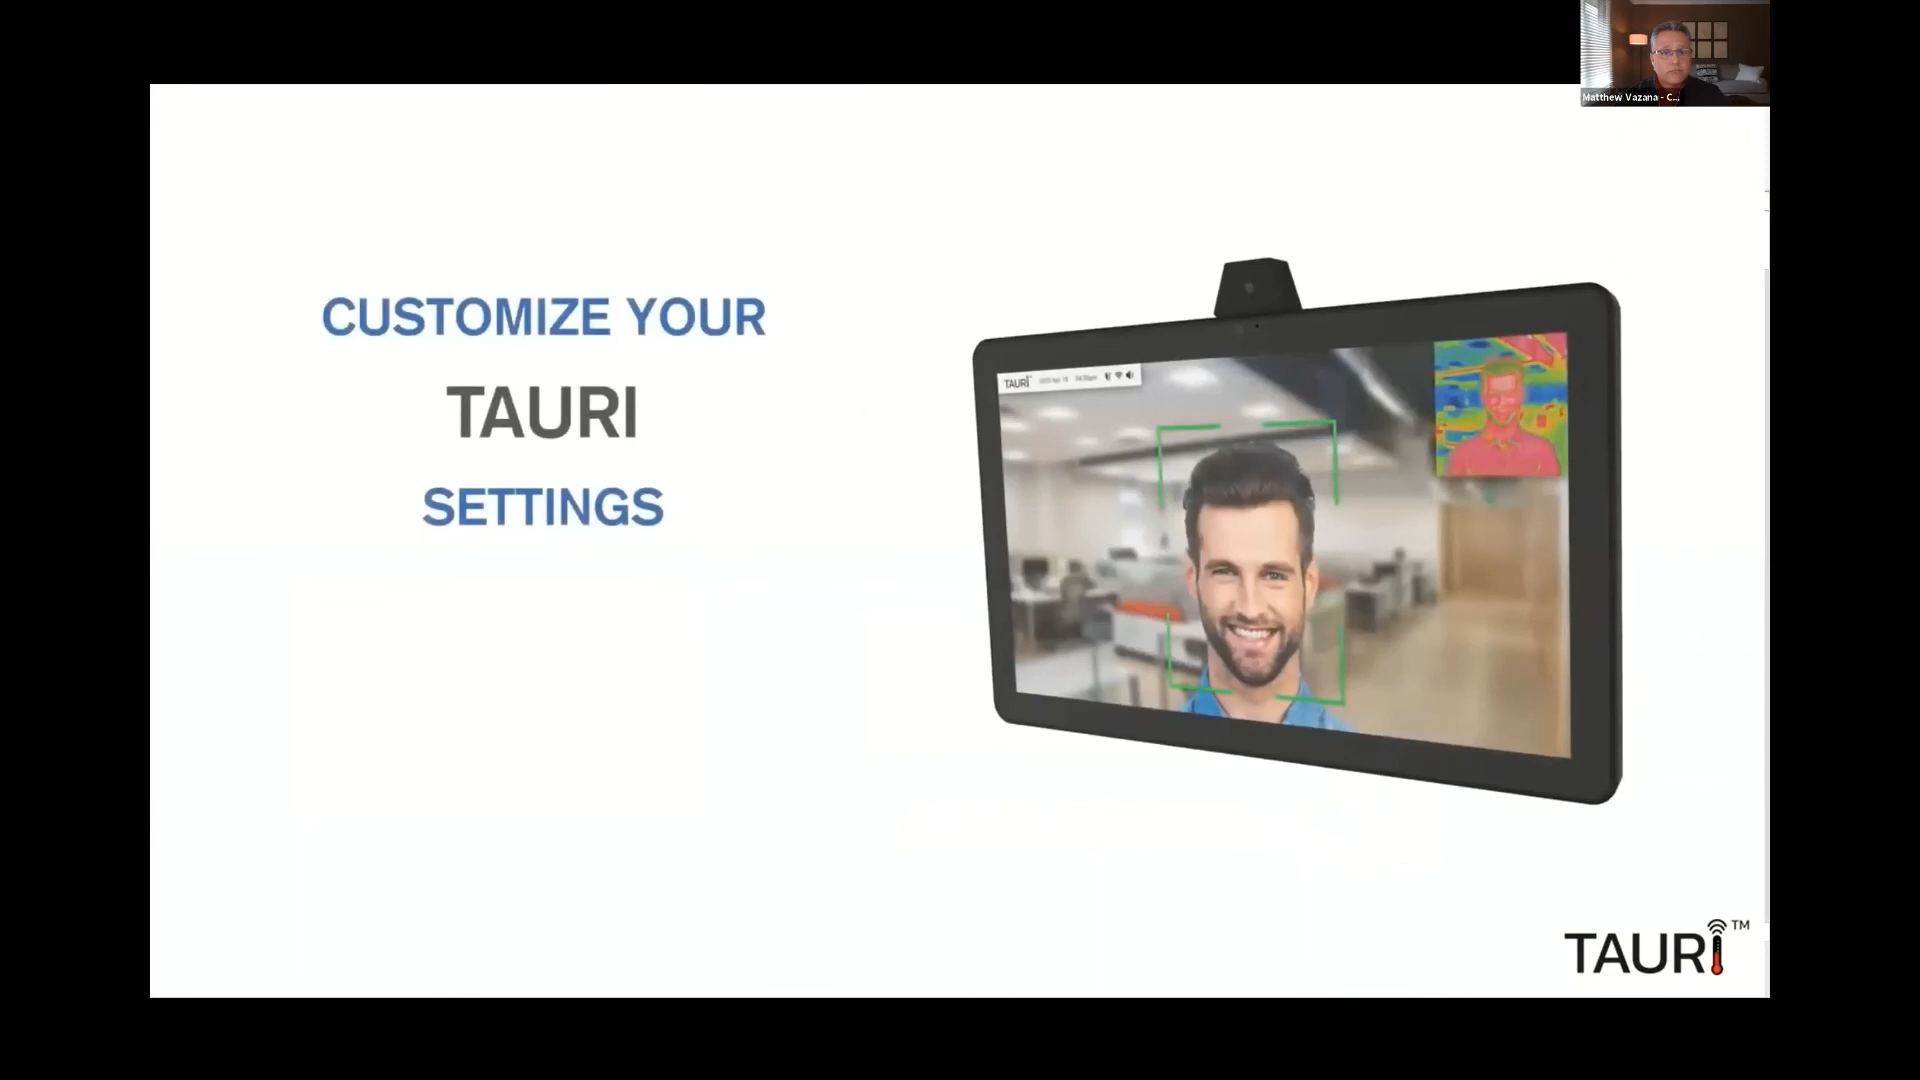 Matthew Vazana - C...
CUSTOMIZE YOUR
TAURI
SETTINGS
TAURI
TAURI™